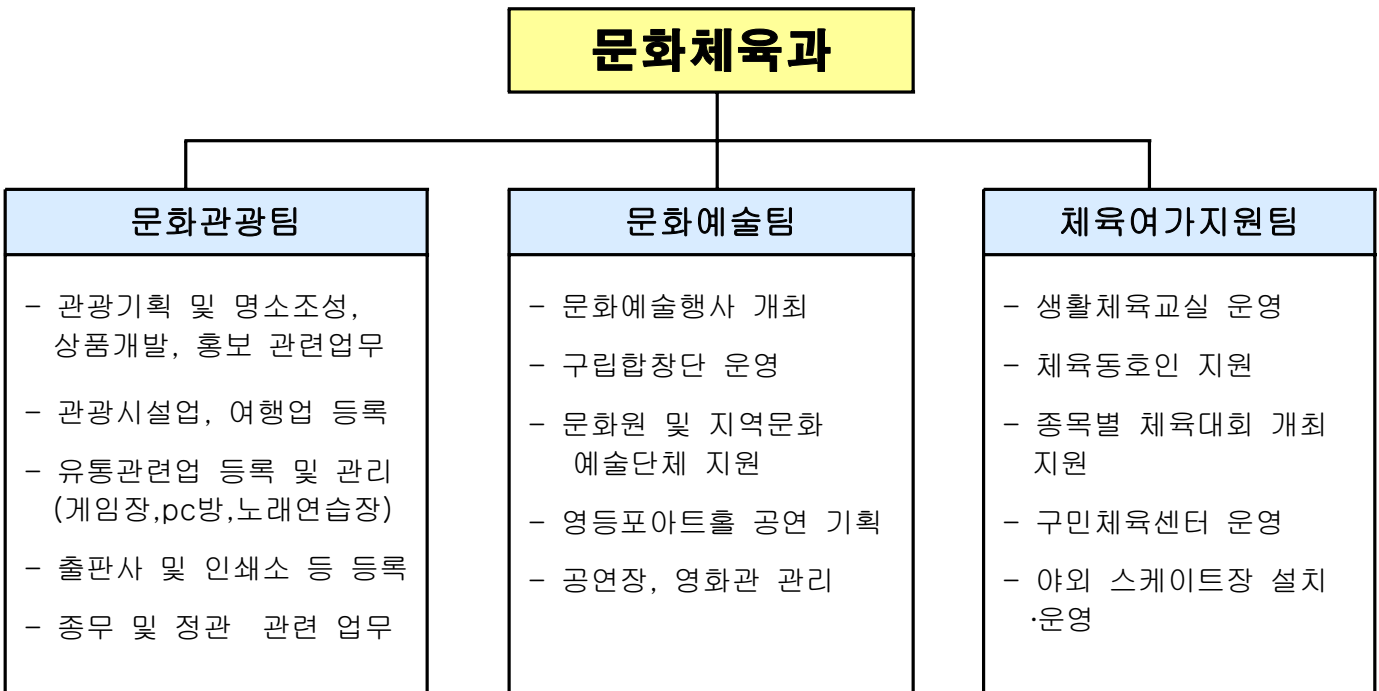 문화체육과
문화관광팀
- 관광기획 및 명소조성,
상품개발, 홍보 관련업무
- 관광시설업, 여행업 등록
- 유통관련업 등록 및 관리
(게임장,pc방,노래연습장)
- 출판사 및 인쇄소 등 등록
- 종무 및 정관 관련 업무
문화예술팀
- 문화예술행사 개최
- 구립합창단 운영
- 문화원 및 지역문화
예술단체 지원
- 영등포아트홀 공연 기획
- 공연장, 영화관 관리
체육여가지원팀
- 생활체육교실 운영
- 체육동호인 지원
- 종목별 체육대회 개최
지원
- 구민체육센터 운영
- 야외 스케이트장 설치
·운영